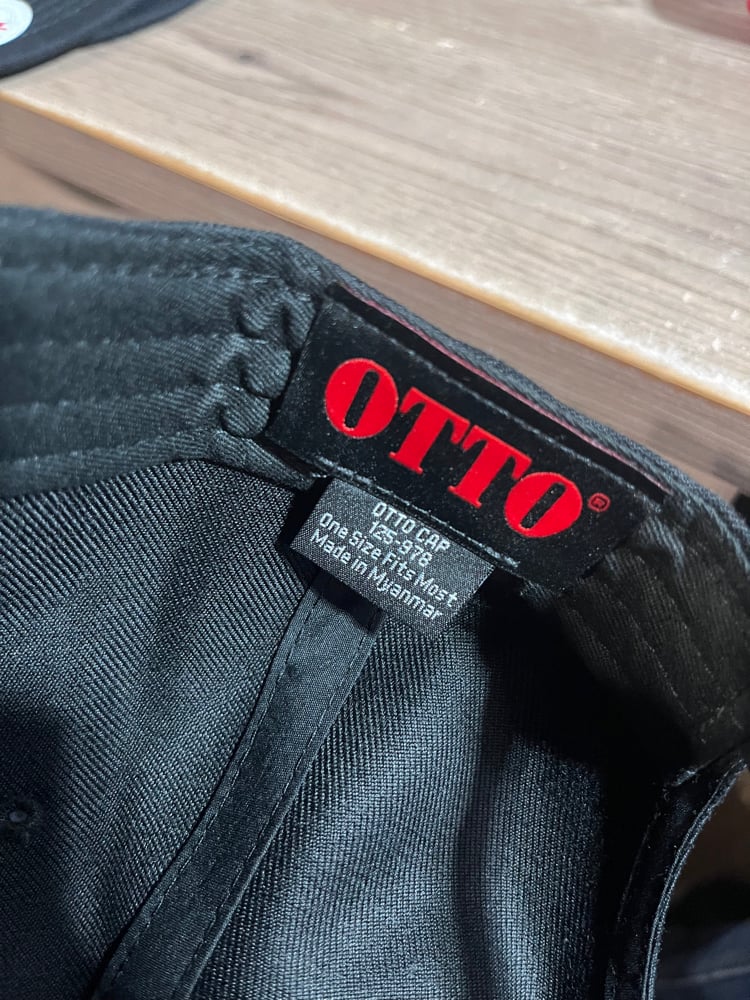 OTTO®
OTTO CAP
125-978
One Size Fits Most
Made in Myanmar